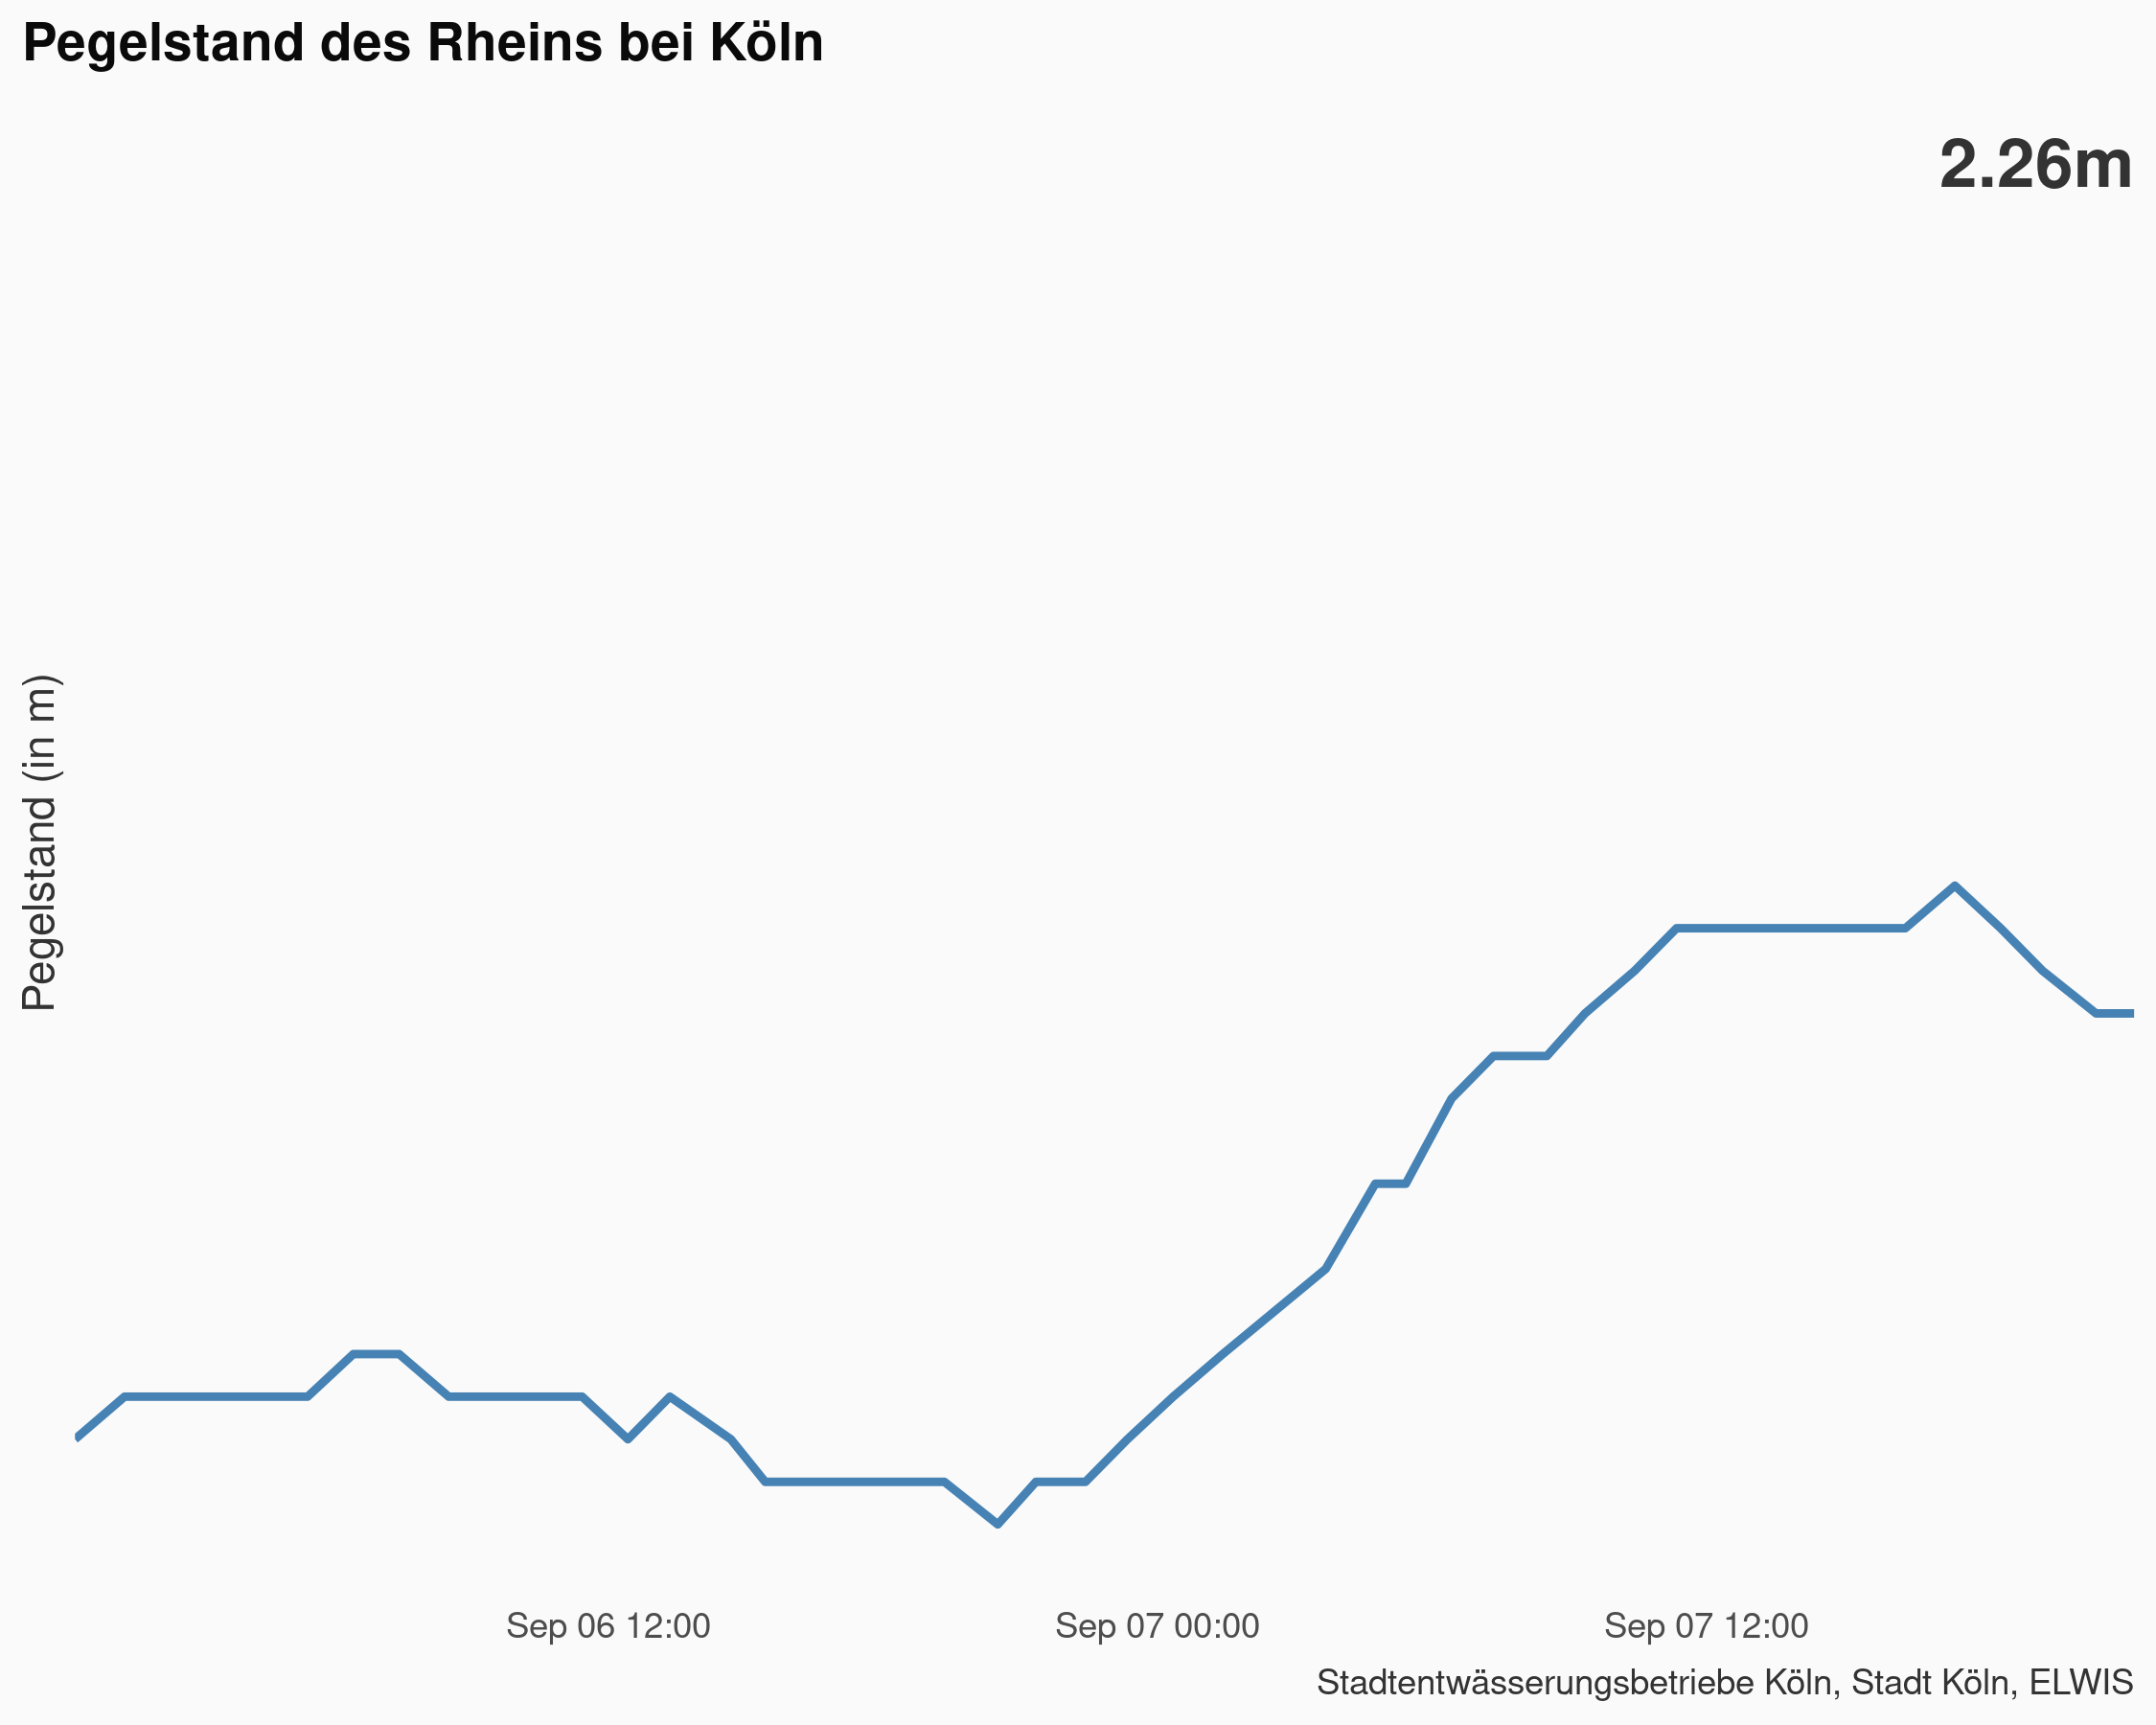 Pegelstand des Rheins bei Köln
2.26m
Pegelstand (in m)
Sep 06 12:00
Sep 07 00:00
Sep 07 12:00
Stadtentwässerungsbetriebe Köln, Stadt Köln, ELWIS